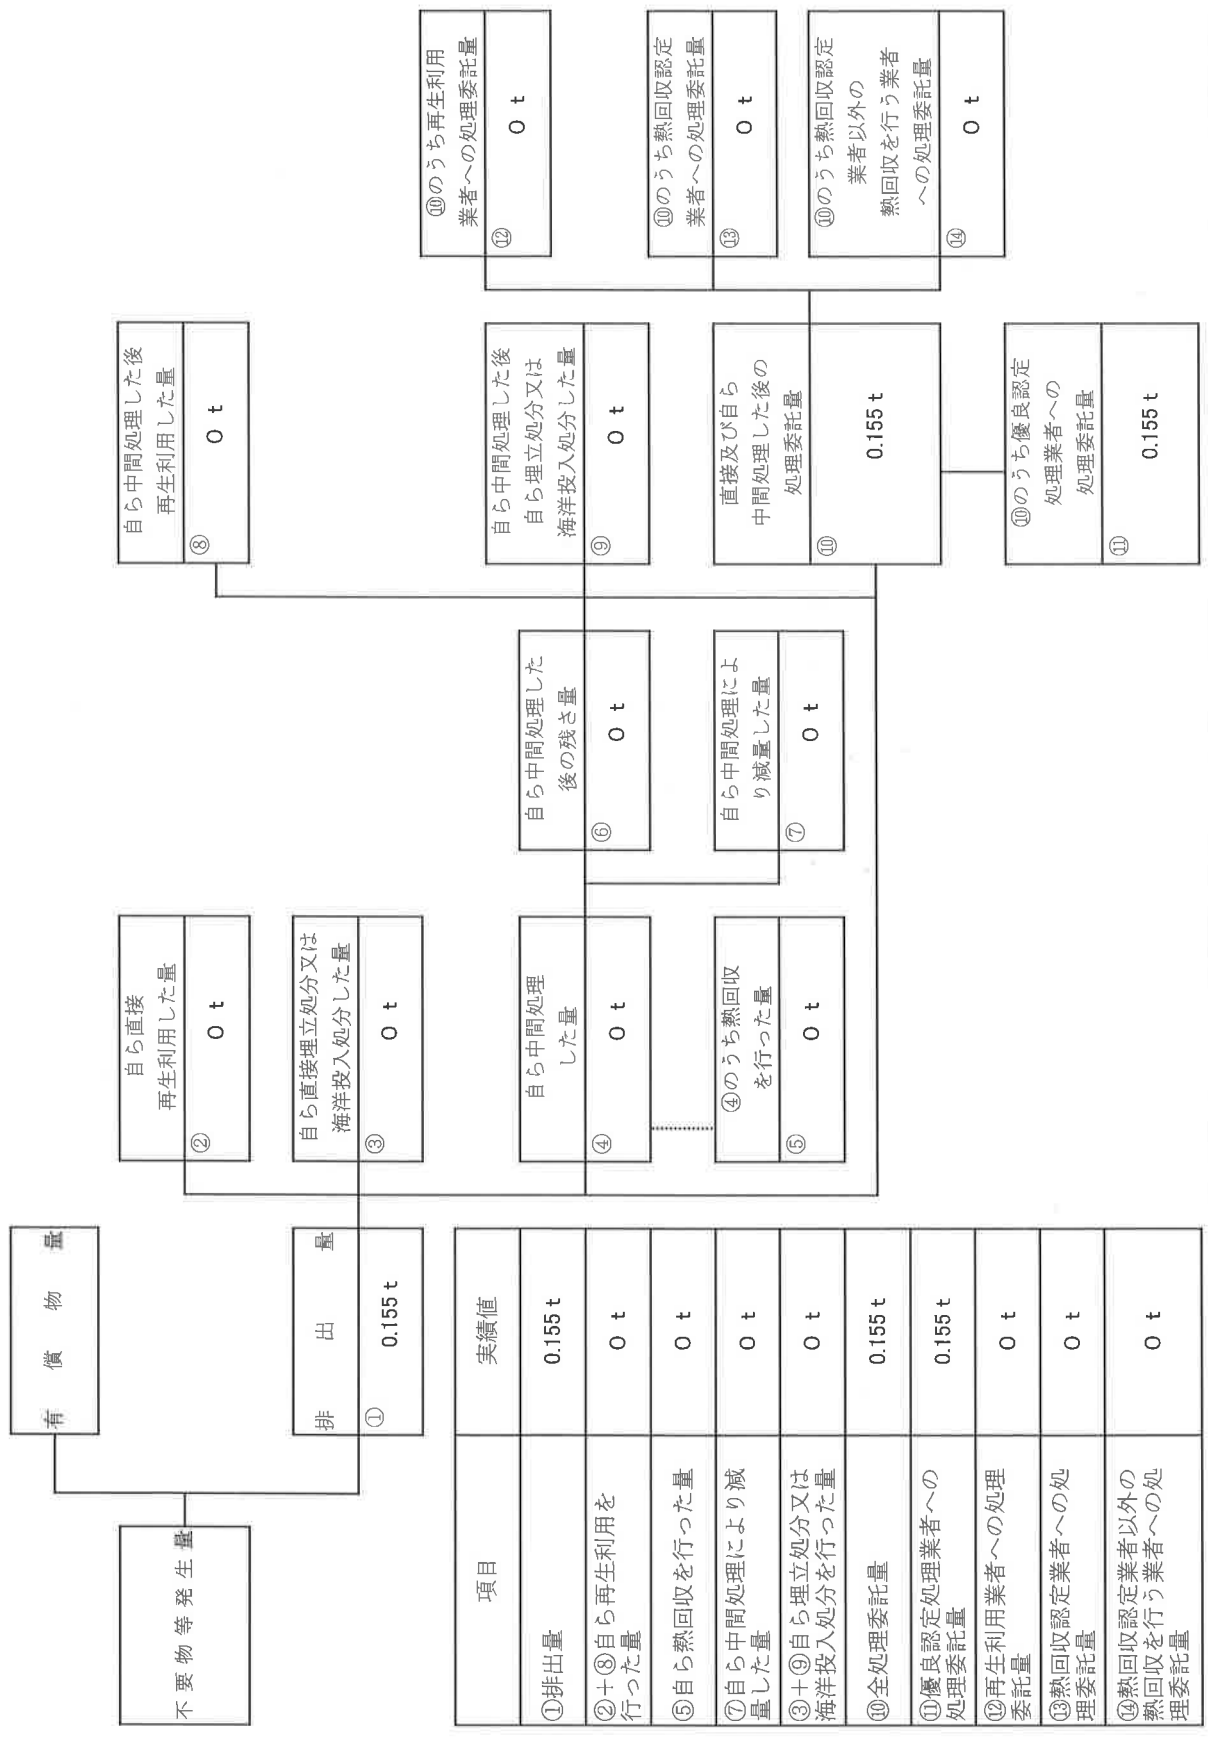 不要物等発生量
有償物量
排出量
① 0.155 t
自ら直接
再生利用した量
② 0 t
自ら直接埋立処分又は
海洋投入処分した量
③ 0 t
自ら中間処理
した量
④ 0 t
④のうち熱回収
を行った量
⑤ 0 t
自ら中間処理した
後の残さ量
⑥ 0 t
自ら中間処理によ
り減量した量
⑦ 0 t
自ら中間処理した後
再生利用した量
⑧ 0 t
自ら中間処理した後
自ら埋立処分又は
海洋投入処分した量
⑨ 0 t
直接及び自ら
中間処理した後の
処理委託量
⑩ 0.155 t
⑩のうち優良認定
処理業者への
処理委託量
⑪ 0.155 t
⑩のうち再生利用
業者への処理委託量
⑫ 0 t
⑩のうち熱回収認定
業者への処理委託量
⑬ 0 t
⑩のうち熱回収認定
業者以外の
熱回収を行う業者
への処理委託量
⑭ 0 t
項目 実績値
①排出量 0.155 t
②+⑧自ら再生利用を
行った量 0 t
⑤自ら熱回収を行った量 0 t
⑦自ら中間処理により減
量した量 0 t
③+⑨自ら埋立処分又は
海洋投入処分を行った量 0 t
⑩全処理委託量 0.155 t
⑪優良認定処理業者への
処理委託量 0.155 t
⑫再生利用業者への処理
委託量 0 t
⑬熱回収認定業者への処
理委託量 0 t
⑭熱回収認定業者以外の
熱回収を行う業者への処
理委託量 0 t